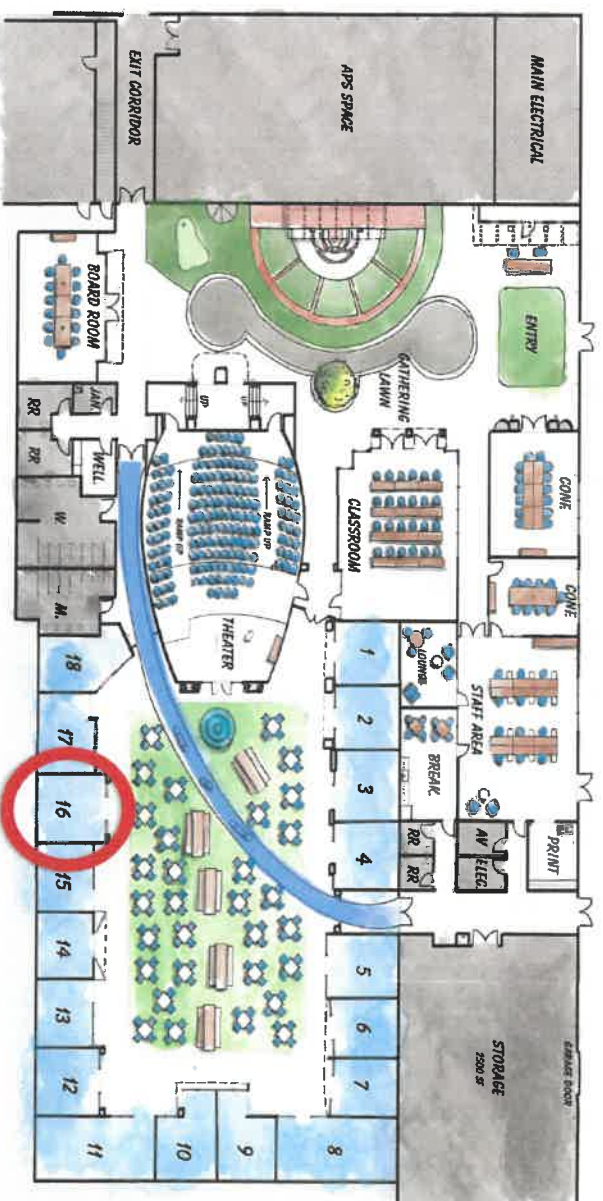 MAIN ELECTRICAL
APS SPACE
EXIT CORRIDOR
ENTRY
GATHERING
LAWN
BOARD ROOM
CONF.
CONF.
CLASSROOM
UP
UP
RAMP UP
RAMP UP
THEATER
JAN.
RR
RR
WELL
W.
M.
STAFF AREA
LOUNGE
BREAK.
PRINT
AV
ELEC.
RR
RR
STORAGE
2500 SF
GARAGE DOOR
1
2
3
4
5
6
7
8
9
10
11
12
13
14
15
16
17
18